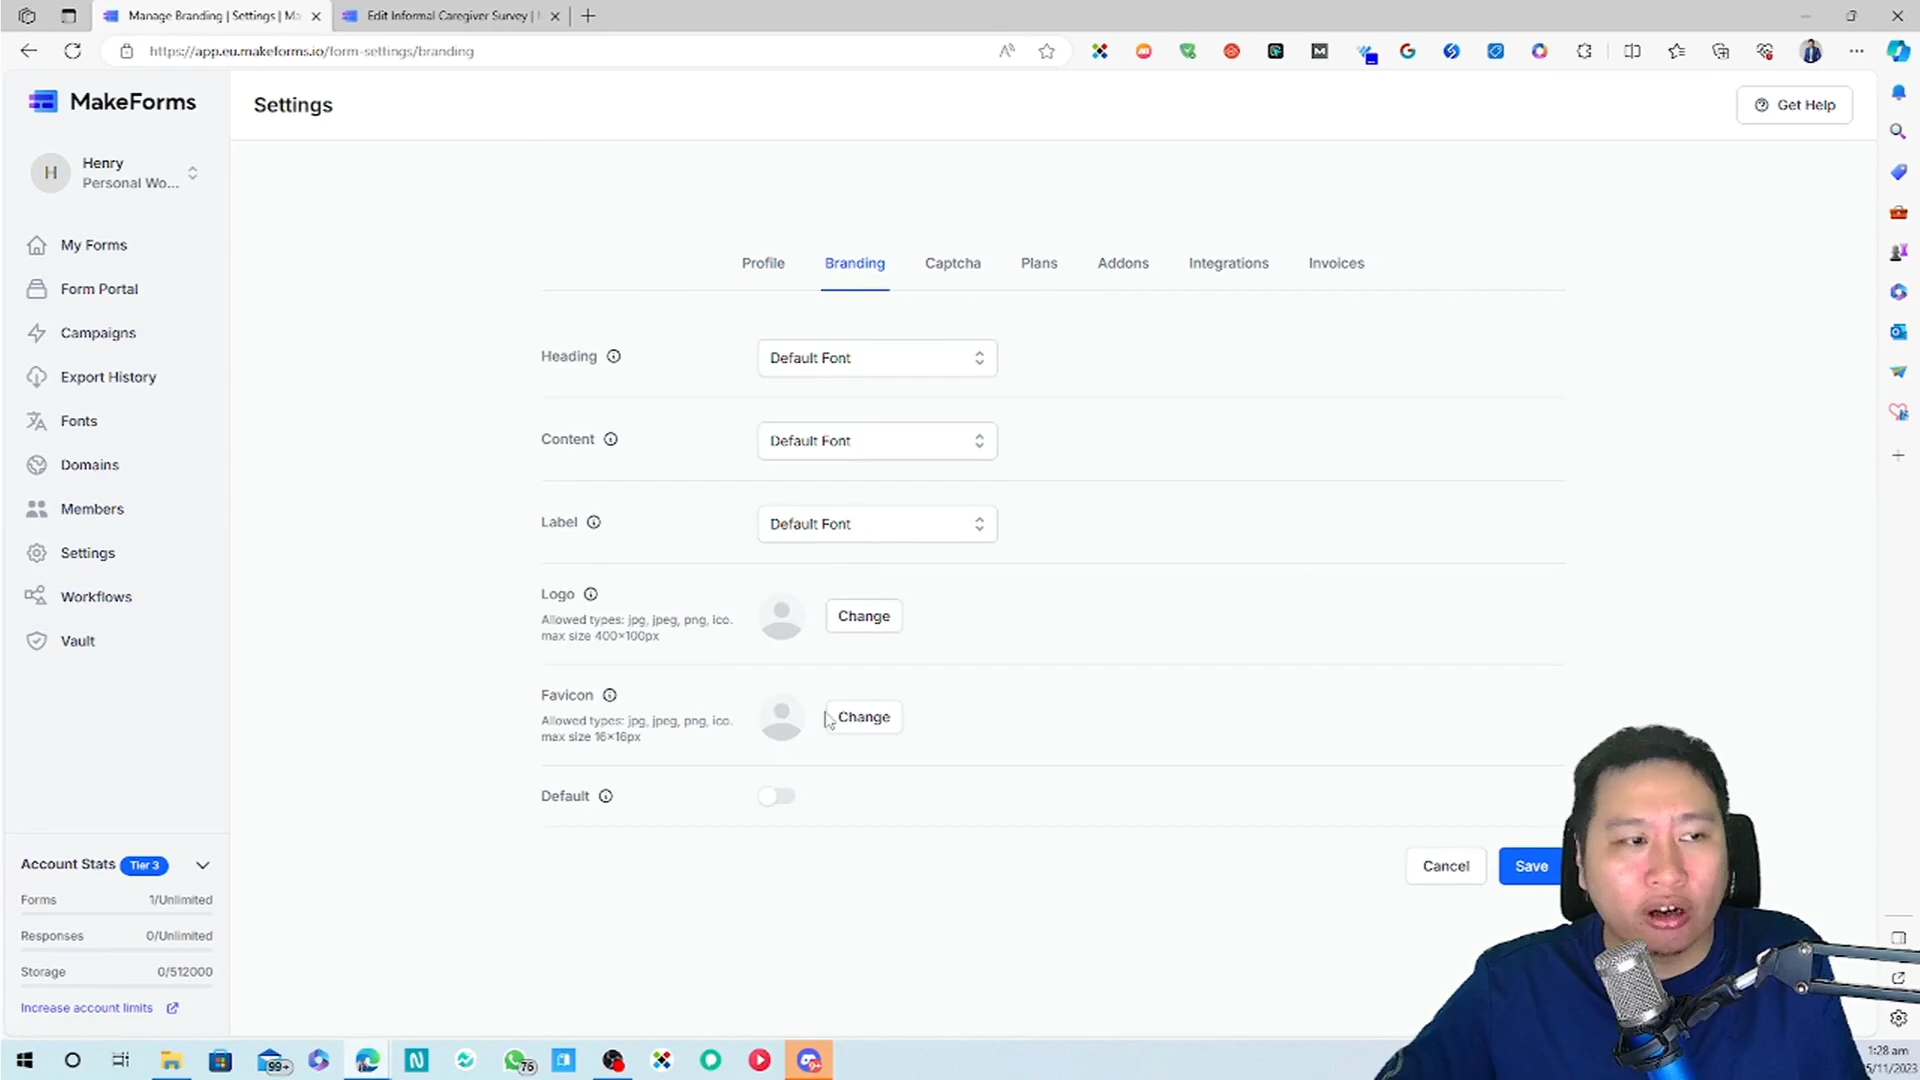 Manage Branding | Settings | Ma
Edit Informal Caregiver Survey |
https://app.eu.makeforms.io/form-settings/branding
MakeForms
Settings
Get Help
H
Henry
Personal Wo...
My Forms
Form Portal
Campaigns
Export History
Fonts
Domains
Members
Settings
Workflows
Vault
Profile
Branding
Captcha
Plans
Addons
Integrations
Invoices
Heading
Default Font
Content
Default Font
Label
Default Font
Logo
Allowed types: jpg, jpeg, png, ico.
max size 400×100px
Change
Favicon
Allowed types: jpg, jpeg, png, ico.
max size 16×16px
Change
Default
Cancel
Save
Account Stats
Tier 3
Forms
1/Unlimited
Responses
0/Unlimited
Storage
0/512000
Increase account limits
99+
76
1:28 am
5/11/2023